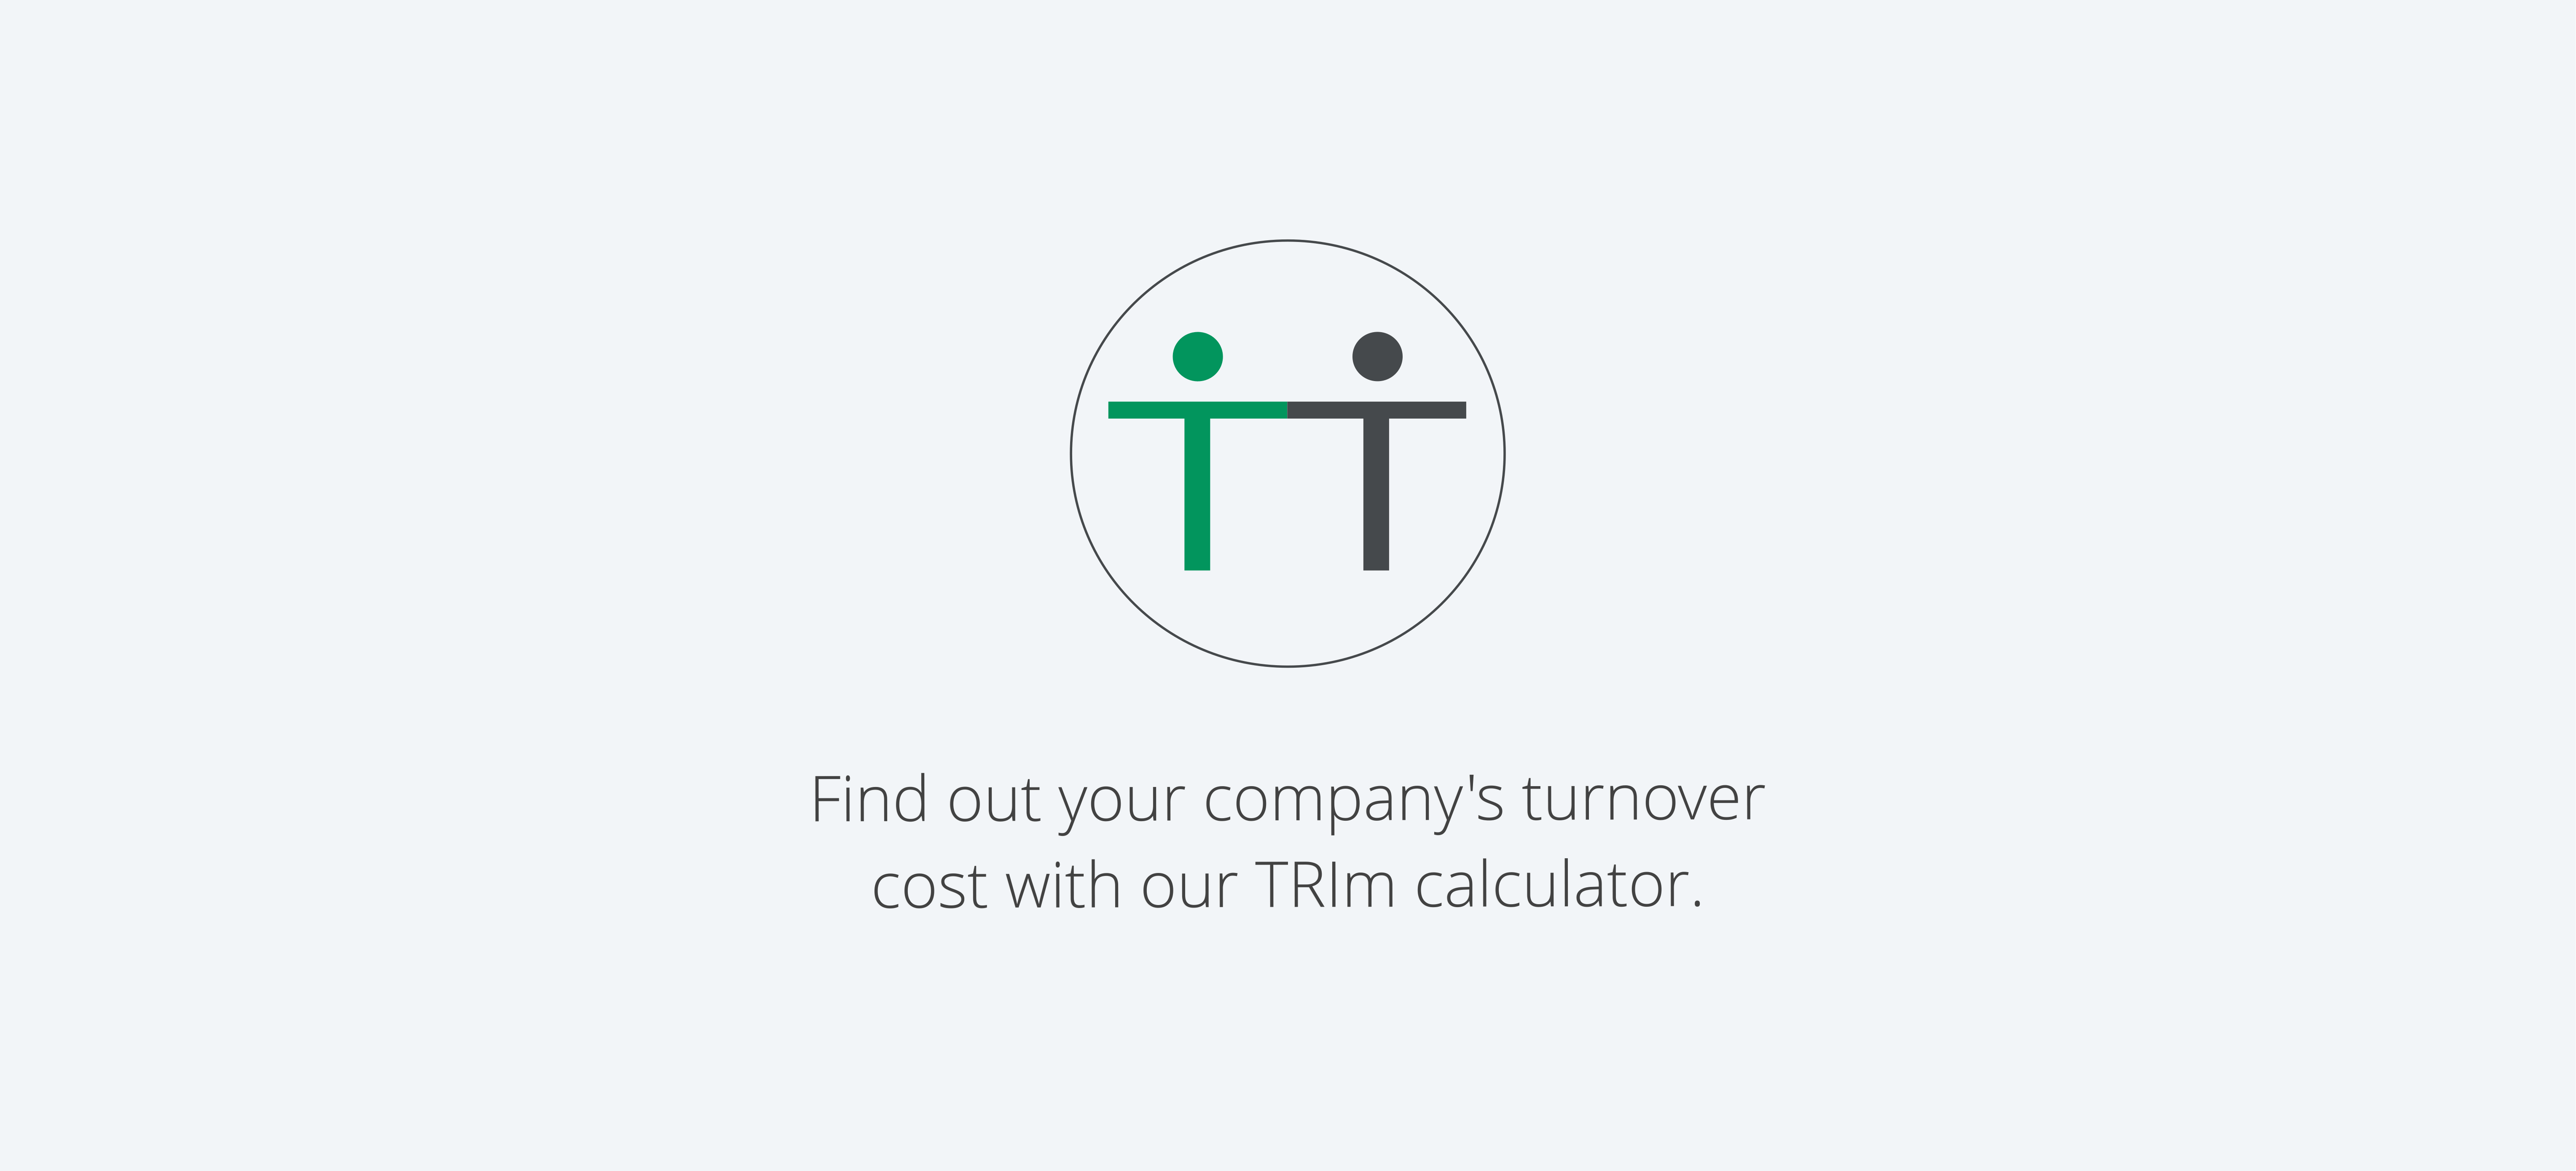 Find out your company's turnover
cost with our TRIm calculator.